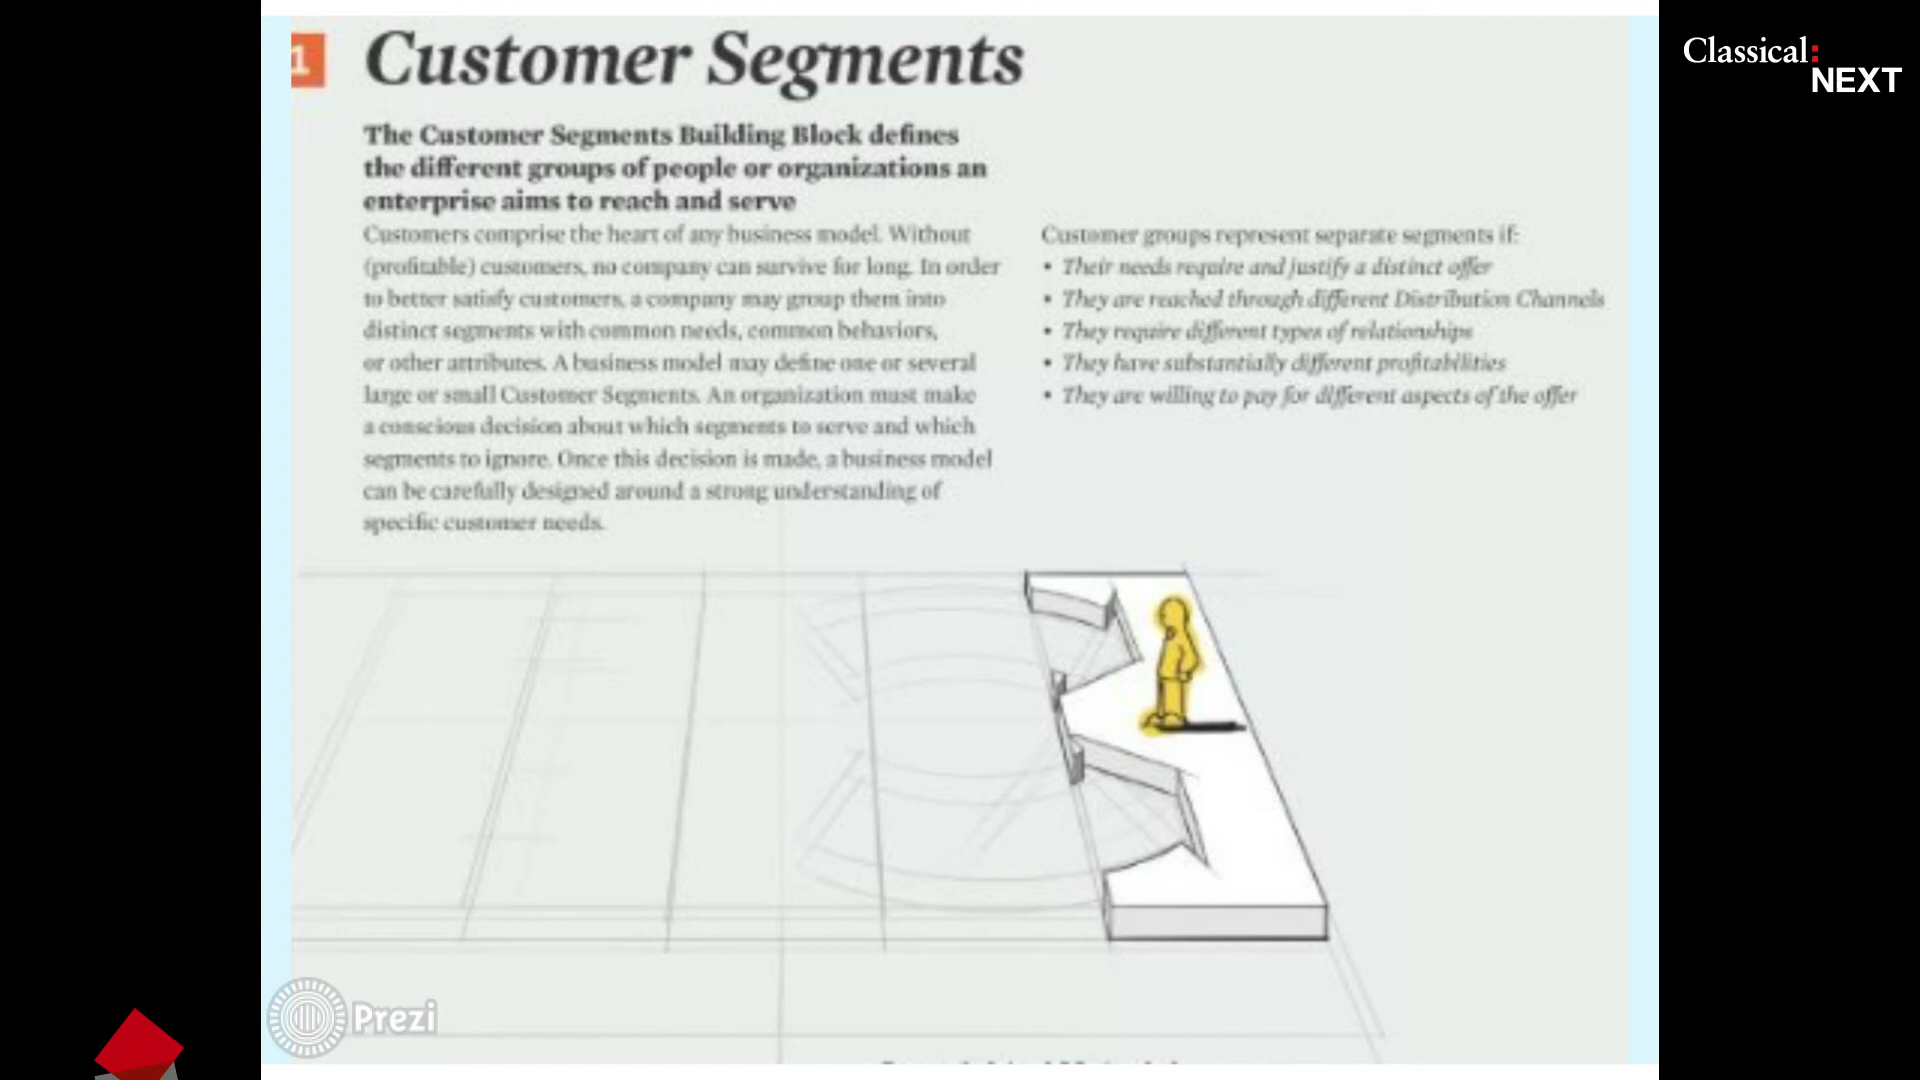 1
Customer Segments
The Customer Segments Building Block defines
the different groups of people or organizations an
enterprise aims to reach and serve
Customers comprise the heart of any business model. Without
(profitable) customers, no company can survive for long. In order
to better satisfy customers, a company may group them into
distinct segments with common needs, common behaviors,
or other attributes. A business model may define one or several
large or small Customer Segments. An organization must make
a conscious decision about which segments to serve and which
segments to ignore. Once this decision is made, a business model
can be carefully designed around a strong understanding of
specific customer needs.
Customer groups represent separate segments if:
• Their needs require and justify a distinct offer
• They are reached through different Distribution Channels
• They require different types of relationships
• They have substantially different profitabilities
• They are willing to pay for different aspects of the offer
Prezi
Classical:
NEXT